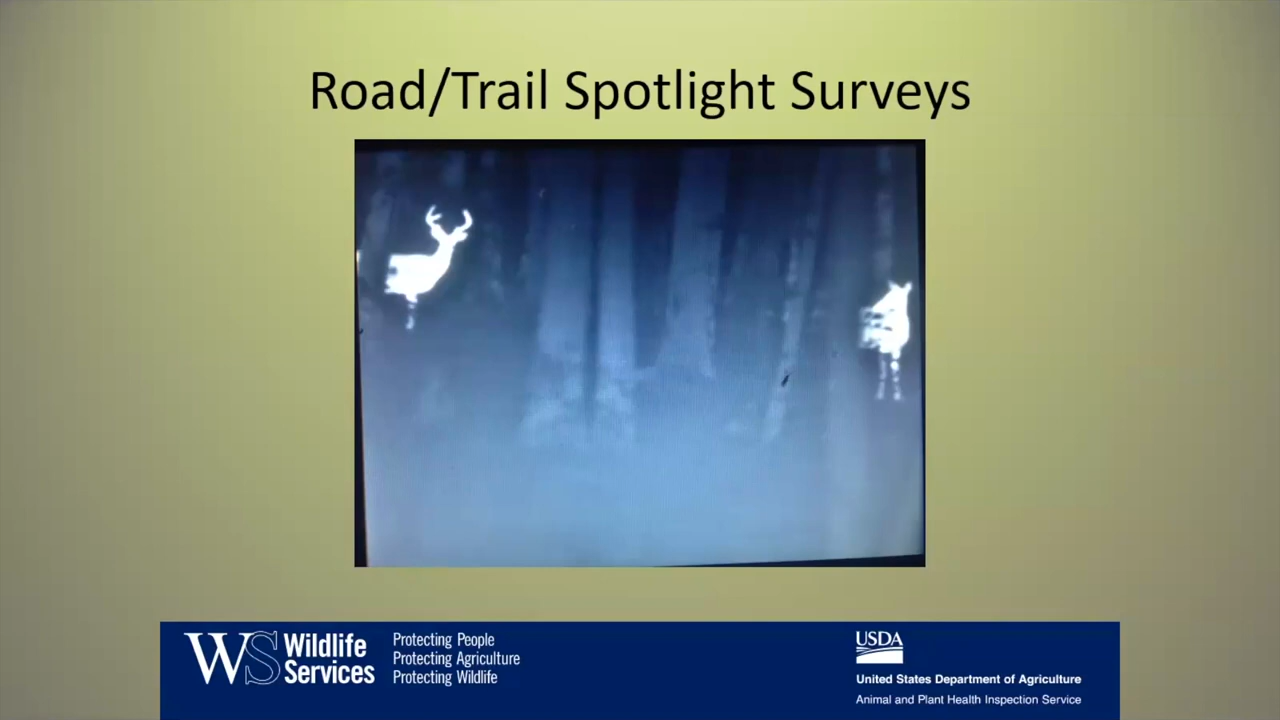 Road/Trail Spotlight Surveys
WS Wildlife Services
Protecting People
Protecting Agriculture
Protecting Wildlife
USDA
United States Department of Agriculture
Animal and Plant Health Inspection Service